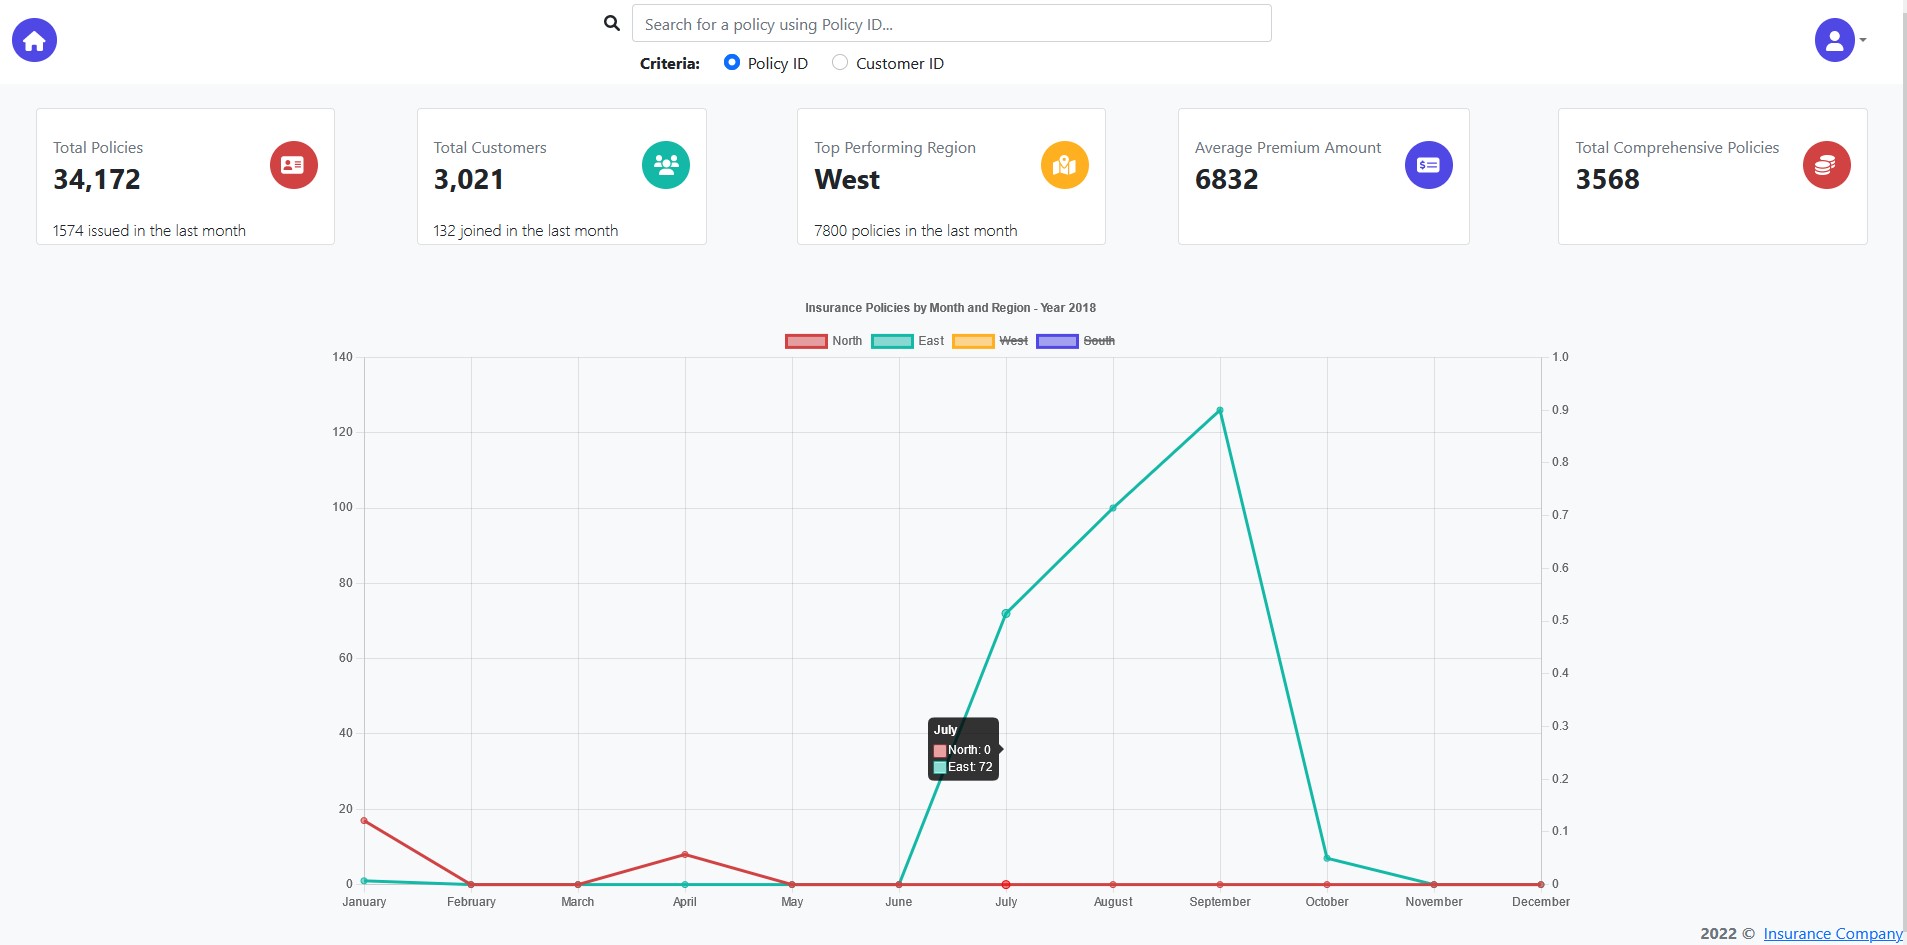 Search for a policy using Policy ID...
Criteria: Policy ID Customer ID
Total Policies
34,172
1574 issued in the last month
Total Customers
3,021
132 joined in the last month
Top Performing Region
West
7800 policies in the last month
Average Premium Amount
6832
Total Comprehensive Policies
3568
Insurance Policies by Month and Region - Year 2018
North East West South
140 1.0
0.9
120
0.8
100
0.7
80
0.6
0.5
60
0.4
40
0.3
July
North: 0
East: 72
0.2
20
0.1
0 0
January February March April May June July August September October November December
2022 © Insurance Company